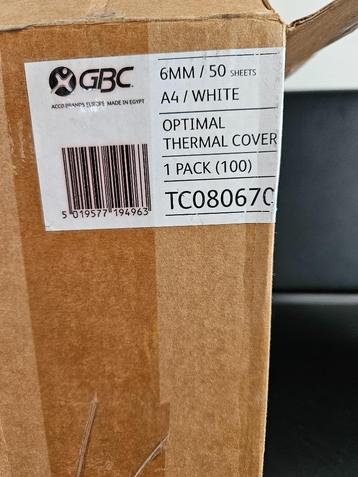 GBC
ACCO BRANDS EUROPE MADE IN EGYPT
6MM / 50 SHEETS
A4 / WHITE
OPTIMAL
THERMAL COVER
1 PACK (100)
TC080670
5 019577 194963